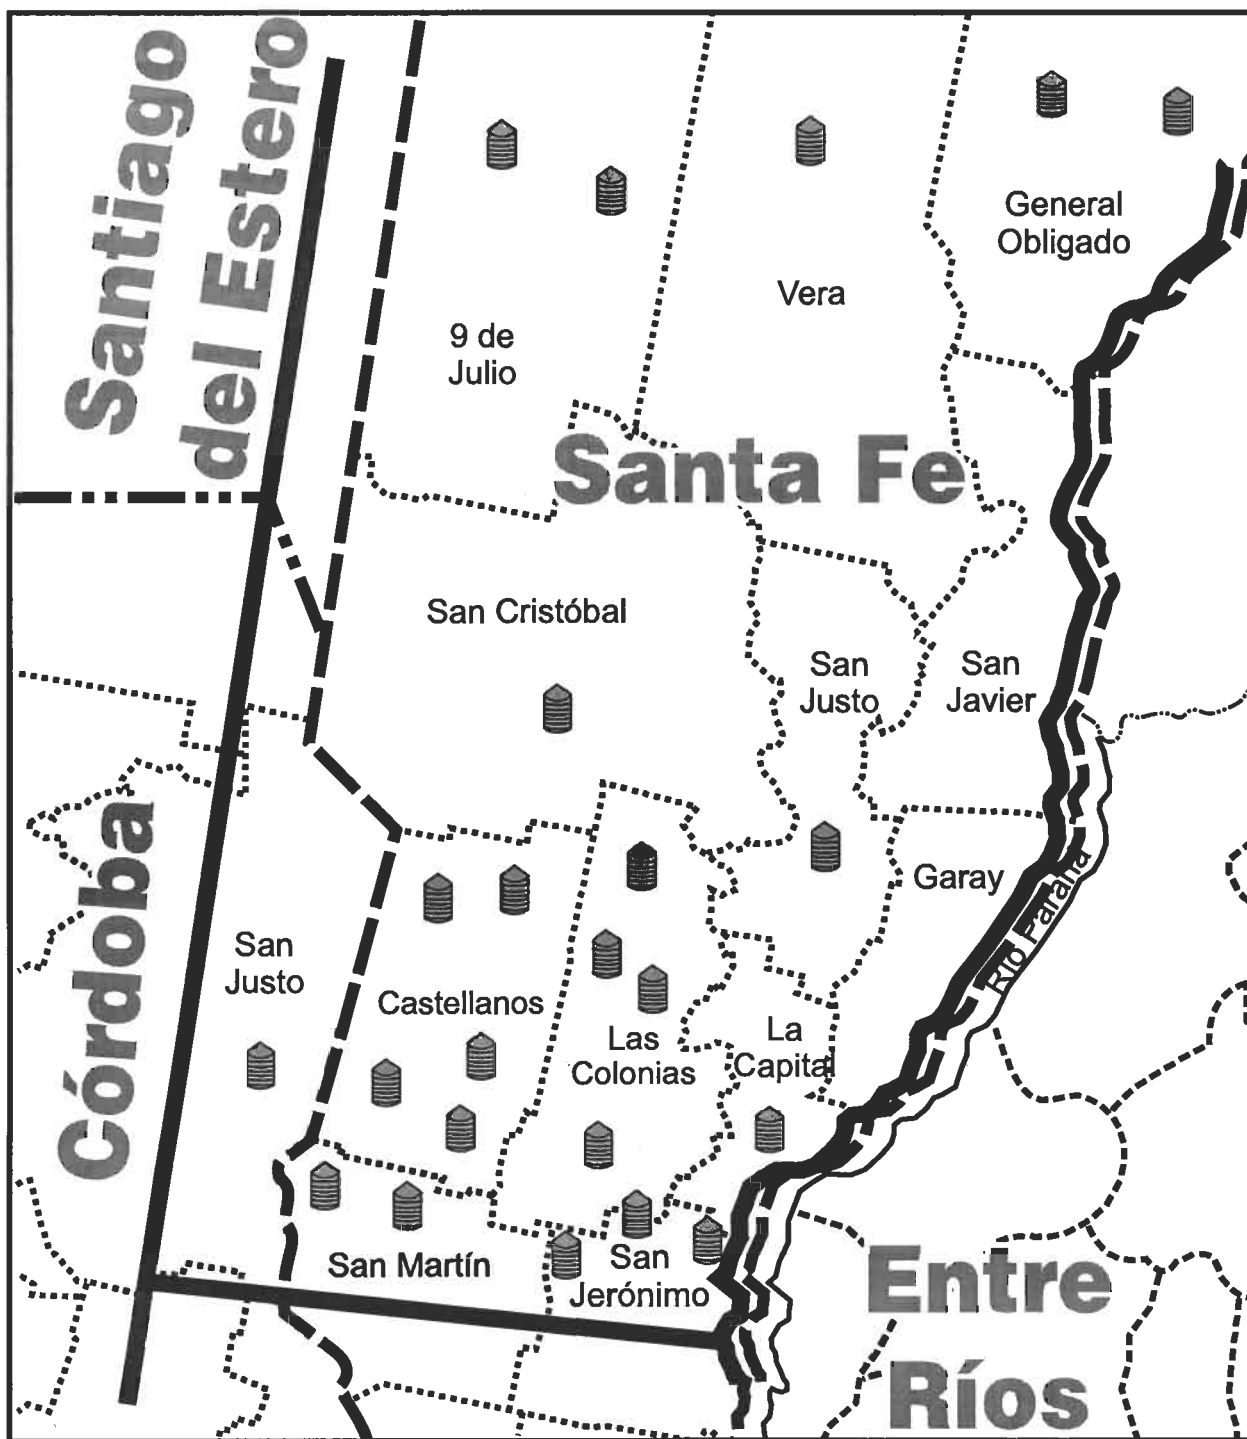 Santiago
del Estero
General
Obligado
Vera
9 de
Julio
Santa Fe
San Cristóbal
San
Justo
San
Javier
Córdoba
Garay
Río Paraná
San
Justo
Castellanos
Las
Colonias
La
Capital
San Martín
San
Jerónimo
Entre
Ríos